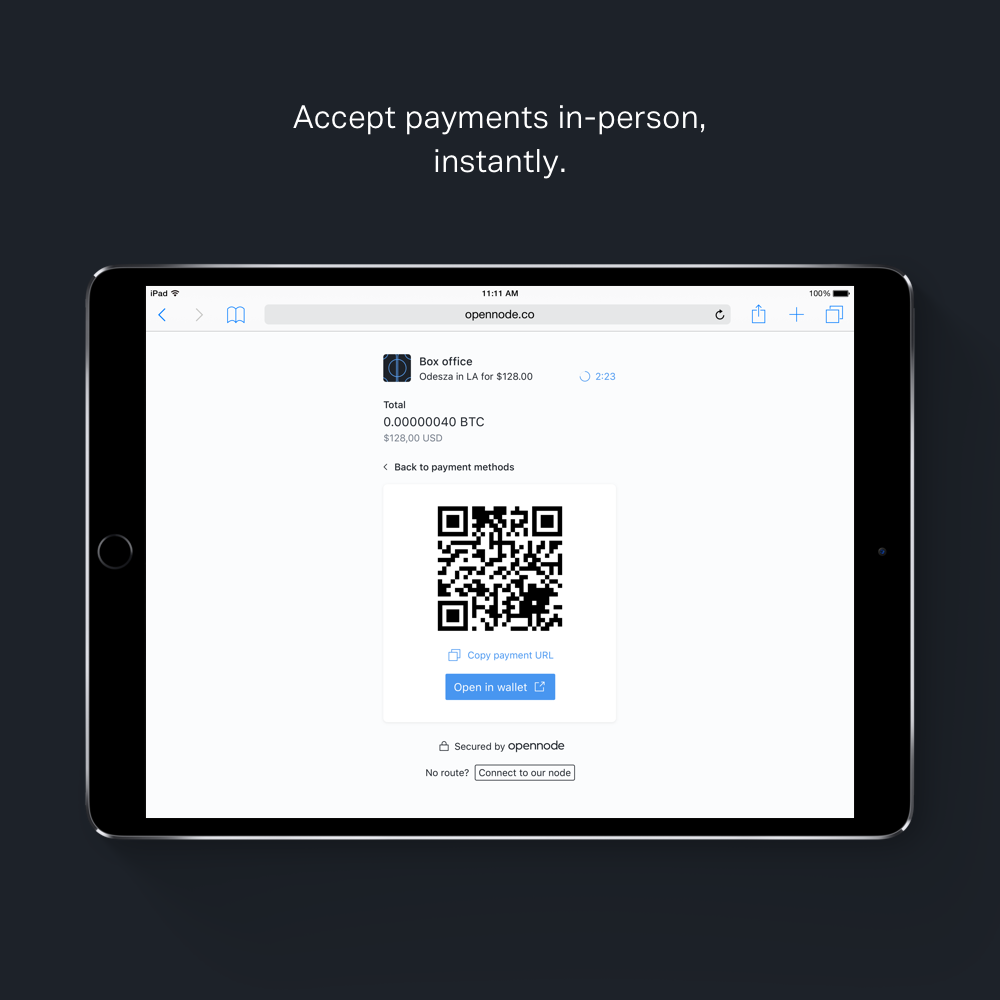 Accept payments in-person,
instantly.
iPad
11:11 AM
100%
opennode.co
Box office
Odesza in LA for $128.00
2:23
Total
0.00000040 BTC
$128,00 USD
Back to payment methods
Copy payment URL
Open in wallet
Secured by opennode
No route? Connect to our node